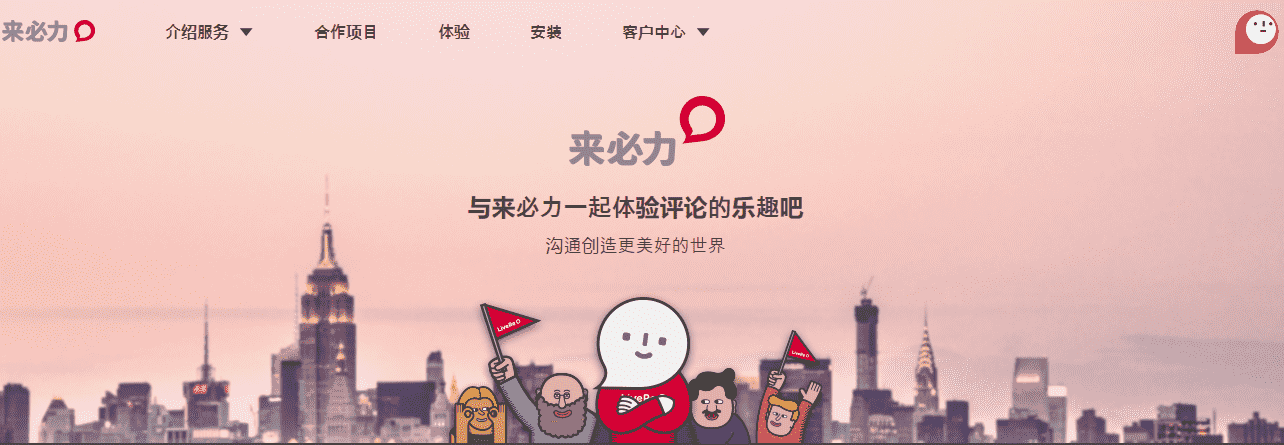 来必力 介绍服务 合作项目 体验 安装 客户中心
来必力
与来必力一起体验评论的乐趣吧
沟通创造更美好的世界
LiveRe
LiveRe
LiveRe